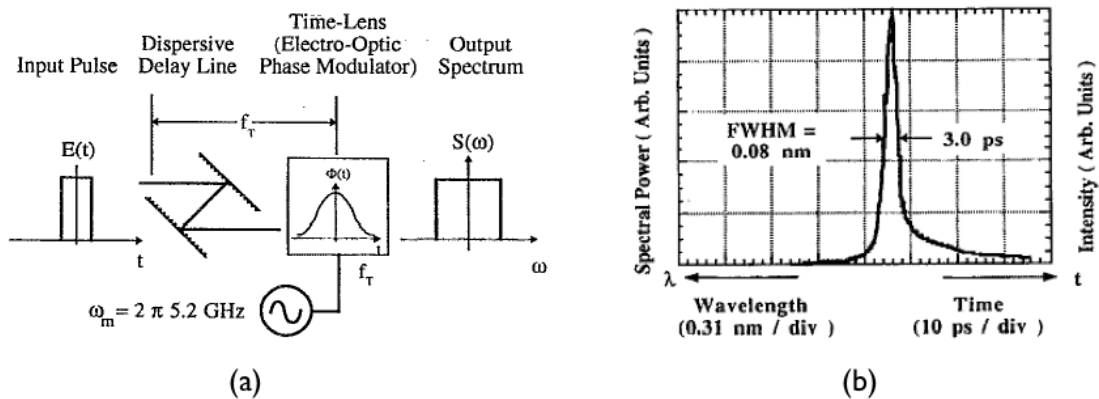 Input Pulse
Dispersive
Delay Line
Time-Lens
(Electro-Optic
Phase Modulator)
Output
Spectrum
f_τ
E(t)
t
Φ(t)
t
f_τ
S(ω)
ω
ω_m = 2 π 5.2 GHz
(a)
Spectral Power ( Arb. Units)
FWHM =
0.08 nm
3.0 ps
Intensity ( Arb. Units)
λ
Wavelength
(0.31 nm / div )
Time
(10 ps / div )
t
(b)